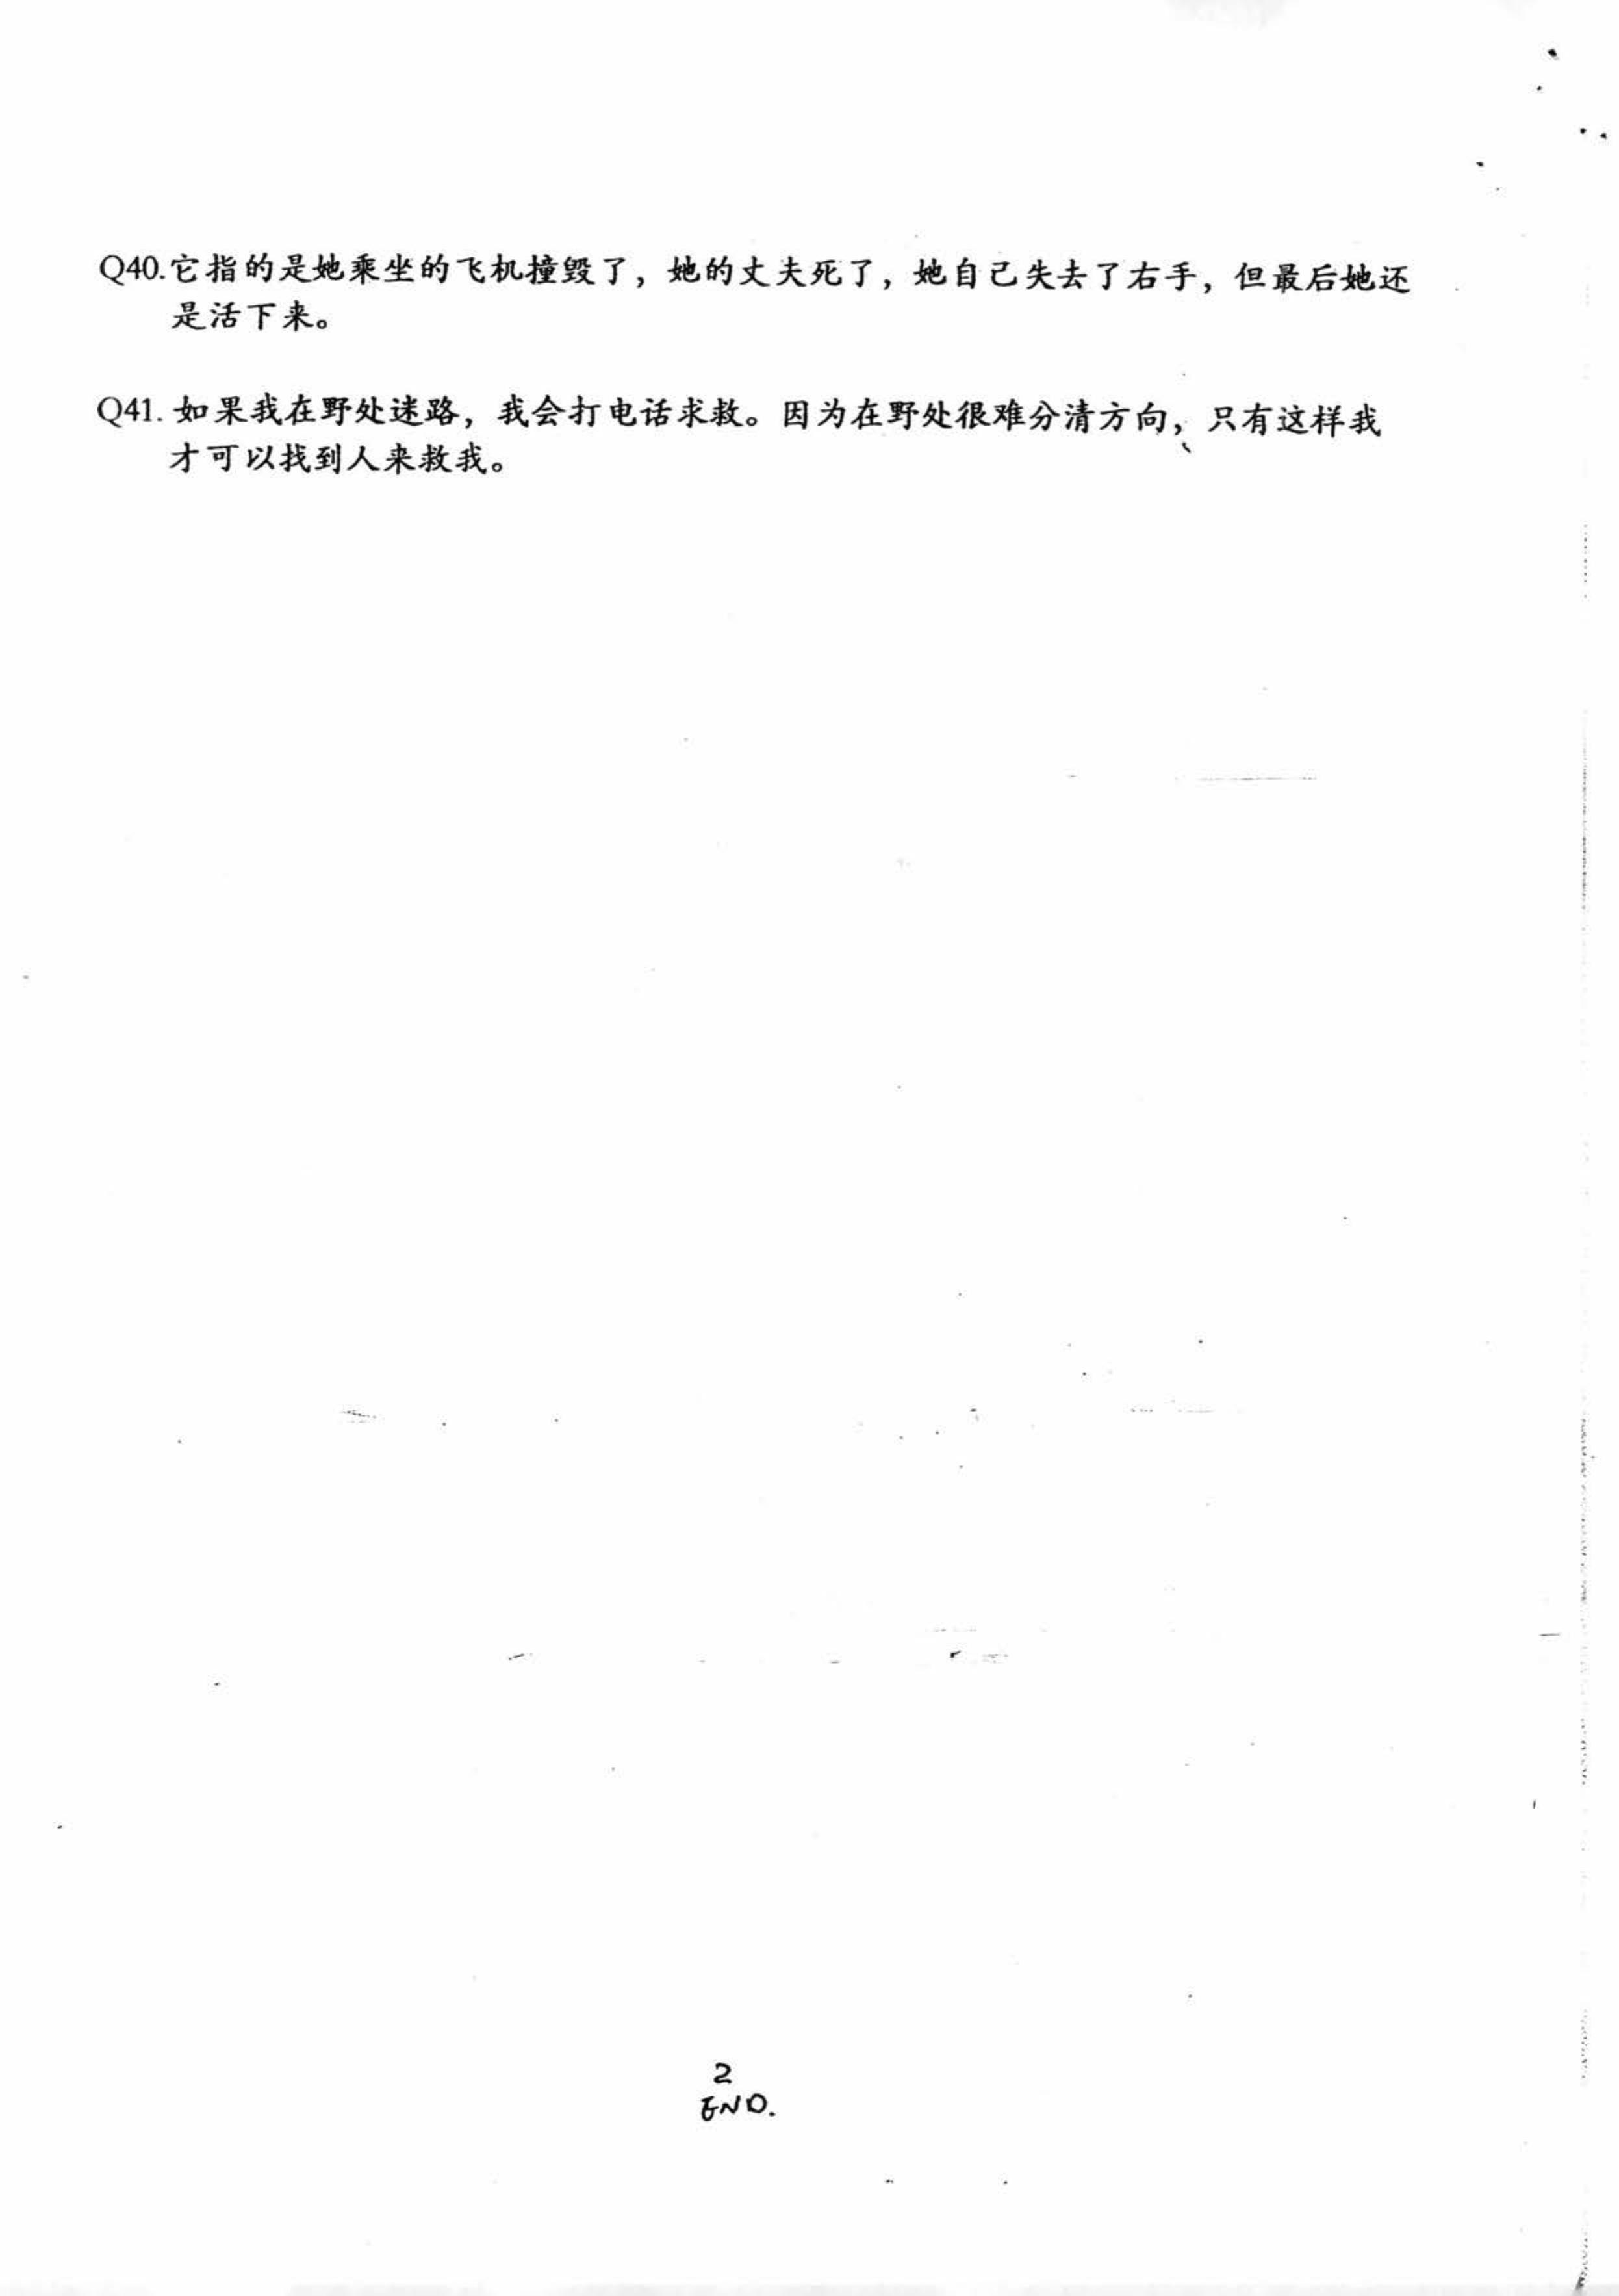 Q40.它指的是她乘坐的飞机撞毁了，她的丈夫死了，她自己失去了右手，但最后她还
是活下来。
Q41. 如果我在野处迷路，我会打电话求救。因为在野处很难分清方向，只有这样我
才可以找到人来救我。
2
END.